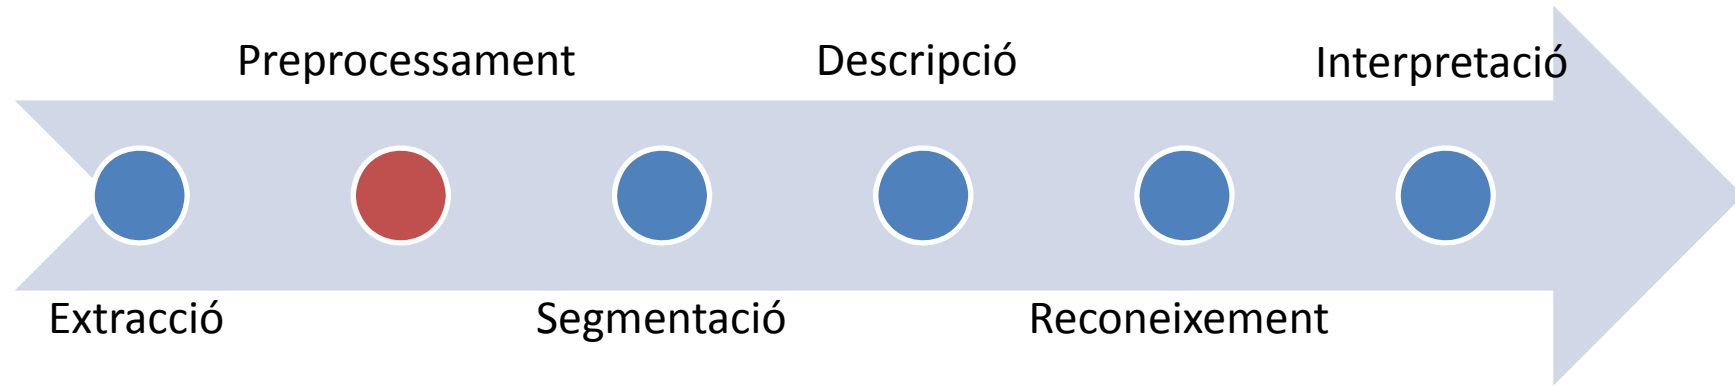 Preprocessament
Descripció
Interpretació
Extracció
Segmentació
Reconeixement